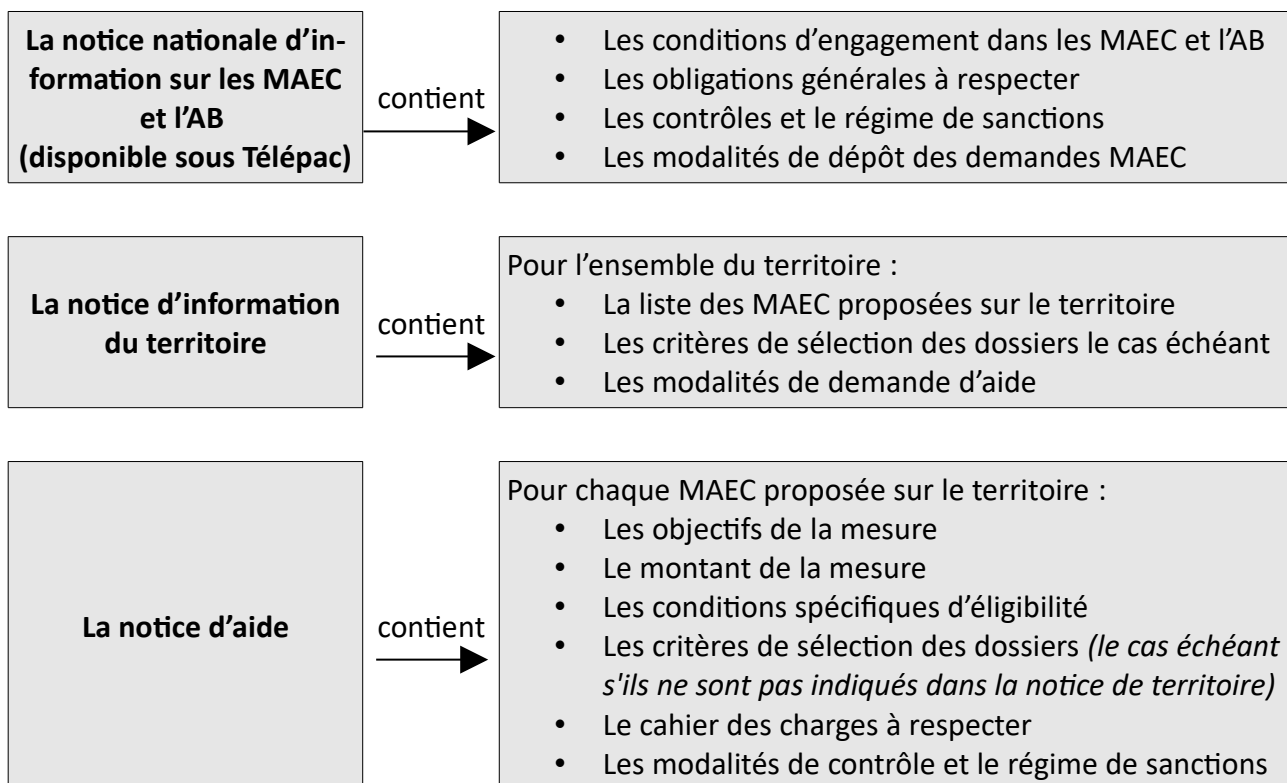 La notice nationale d’in-
formation sur les MAEC
et l’AB
(disponible sous Télépac)
contient
• Les conditions d’engagement dans les MAEC et l’AB
• Les obligations générales à respecter
• Les contrôles et le régime de sanctions
• Les modalités de dépôt des demandes MAEC
La notice d’information
du territoire
contient
Pour l’ensemble du territoire :
• La liste des MAEC proposées sur le territoire
• Les critères de sélection des dossiers le cas échéant
• Les modalités de demande d’aide
La notice d’aide
contient
Pour chaque MAEC proposée sur le territoire :
• Les objectifs de la mesure
• Le montant de la mesure
• Les conditions spécifiques d’éligibilité
• Les critères de sélection des dossiers (le cas échéant
s'ils ne sont pas indiqués dans la notice de territoire)
• Le cahier des charges à respecter
• Les modalités de contrôle et le régime de sanctions